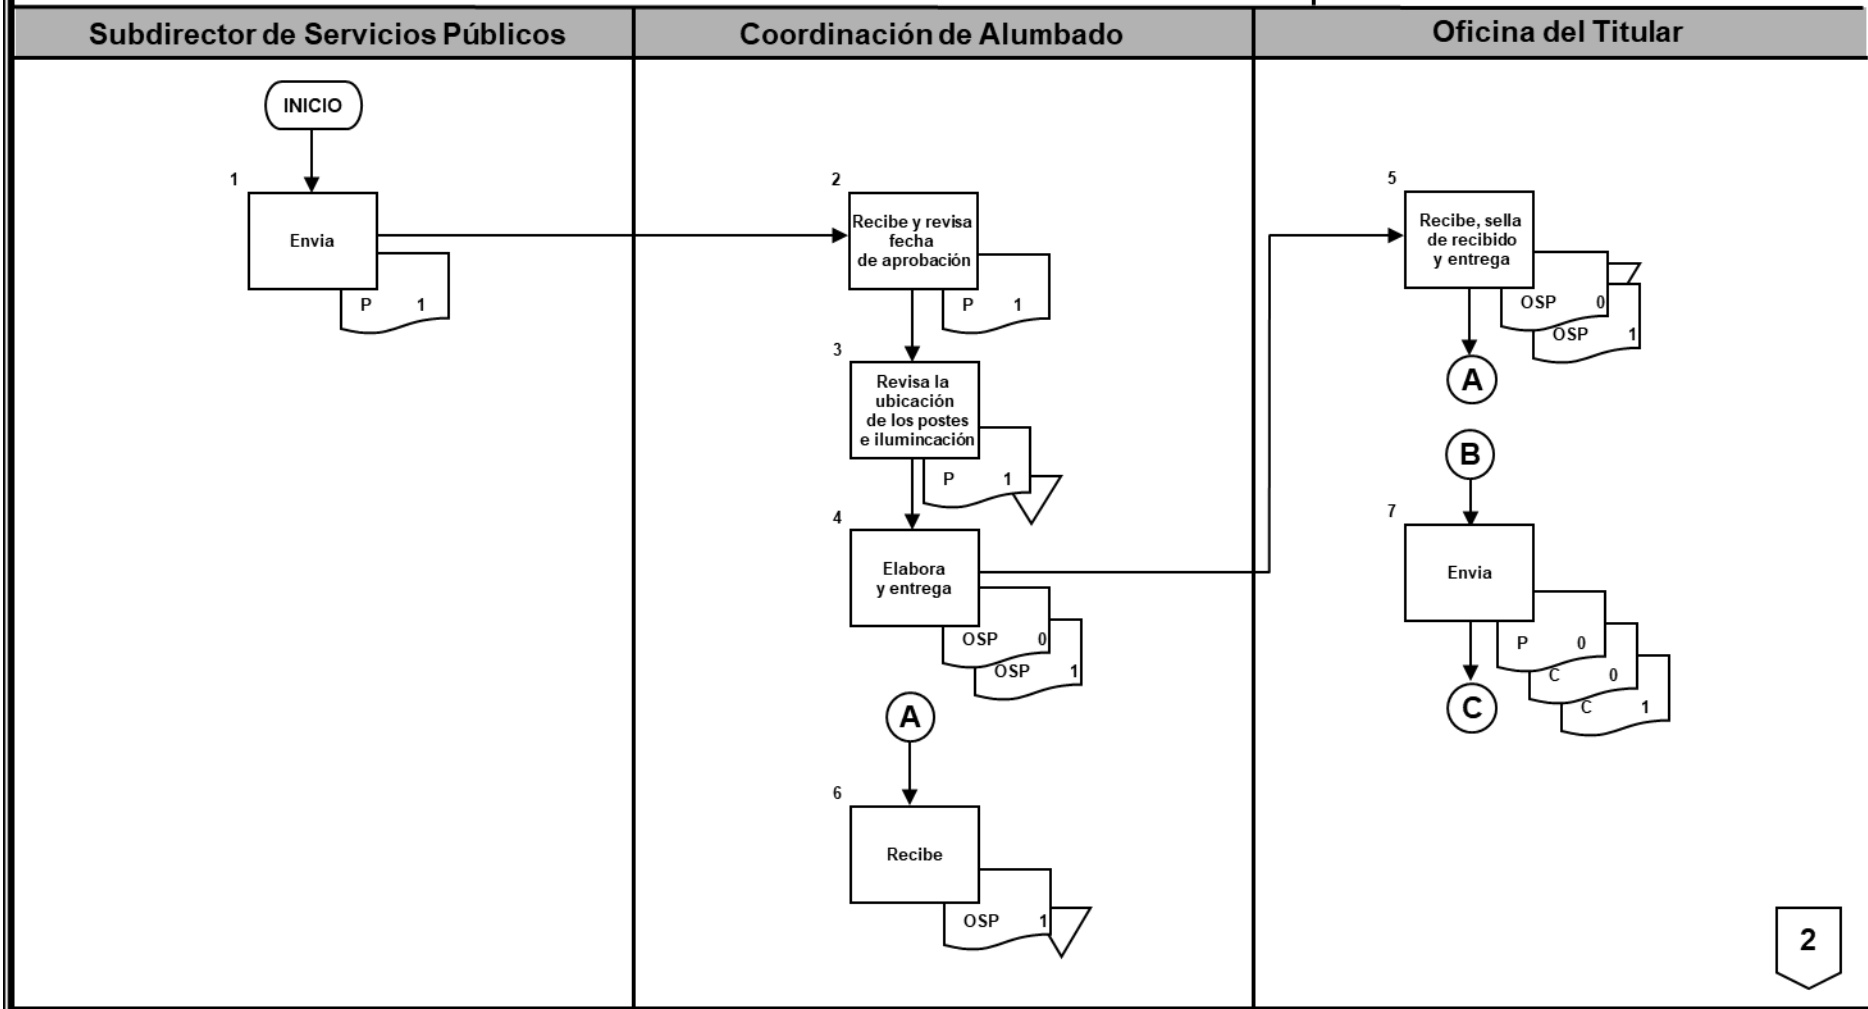 Subdirector de Servicios Públicos
Coordinación de Alumbado
Oficina del Titular
INICIO
1
Envia
P 1
2
Recibe y revisa
fecha
de aprobación
P 1
3
Revisa la
ubicación
de los postes
e ilumincación
P 1
4
Elabora
y entrega
OSP 0
OSP 1
A
6
Recibe
OSP 1
5
Recibe, sella
de recibido
y entrega
OSP 0
OSP 1
A
B
7
Envia
P 0
C 0
C 1
C
2